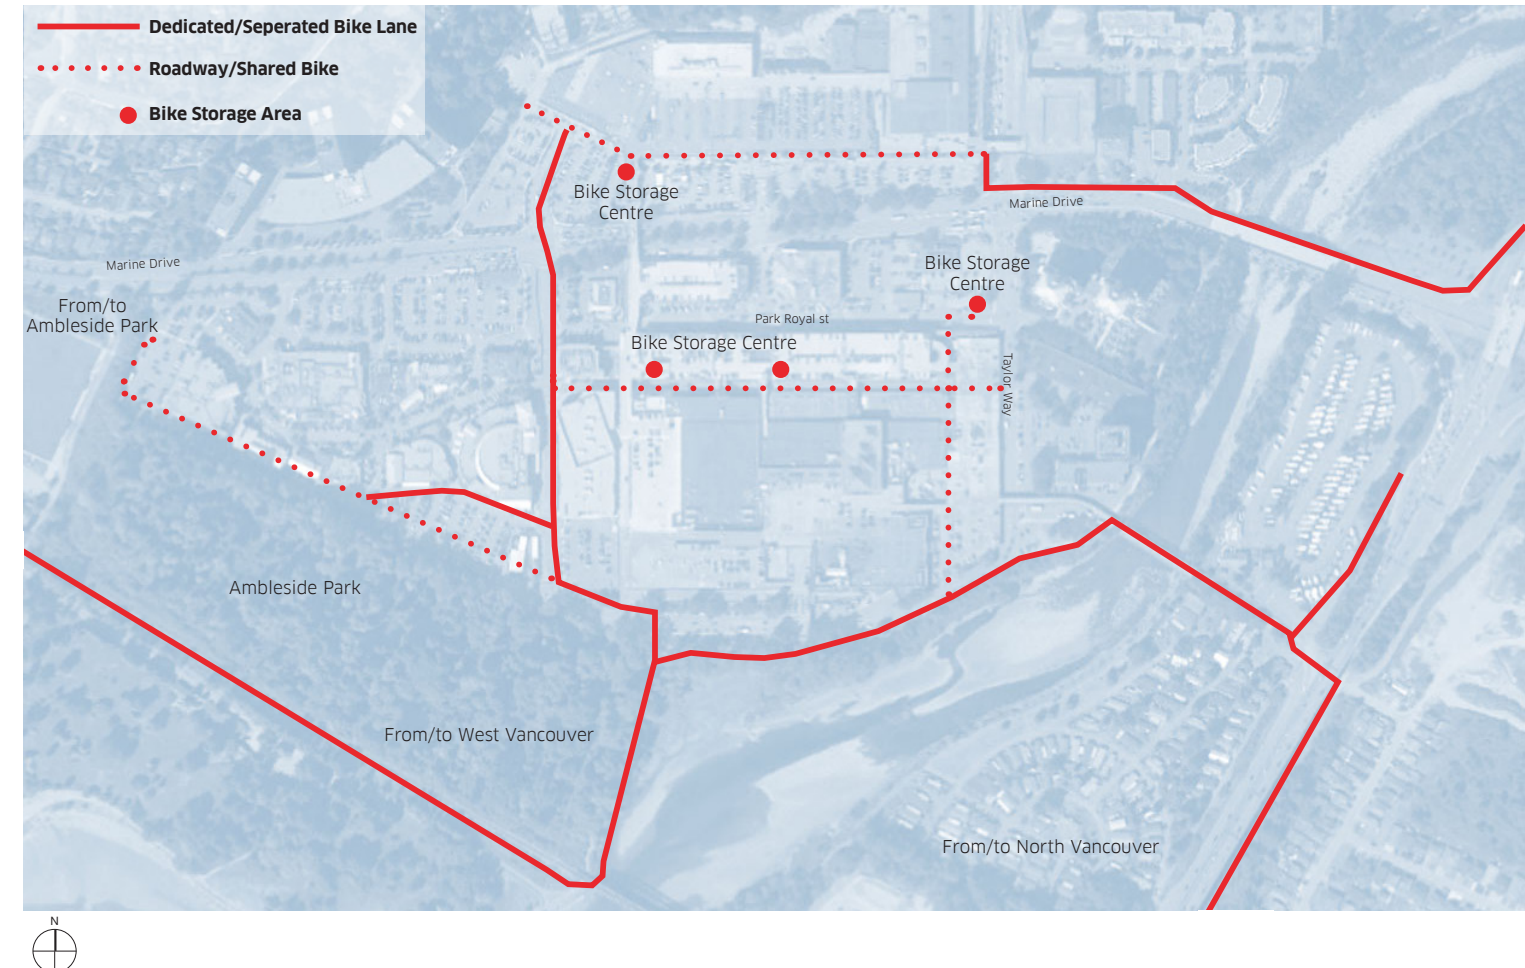 Dedicated/Seperated Bike Lane
Roadway/Shared Bike
Bike Storage Area
Bike Storage
Centre
Marine Drive
Marine Drive
Bike Storage
Centre
From/to
Ambleside Park
Park Royal st
Bike Storage Centre
Taylor Way
Ambleside Park
From/to West Vancouver
From/to North Vancouver
N